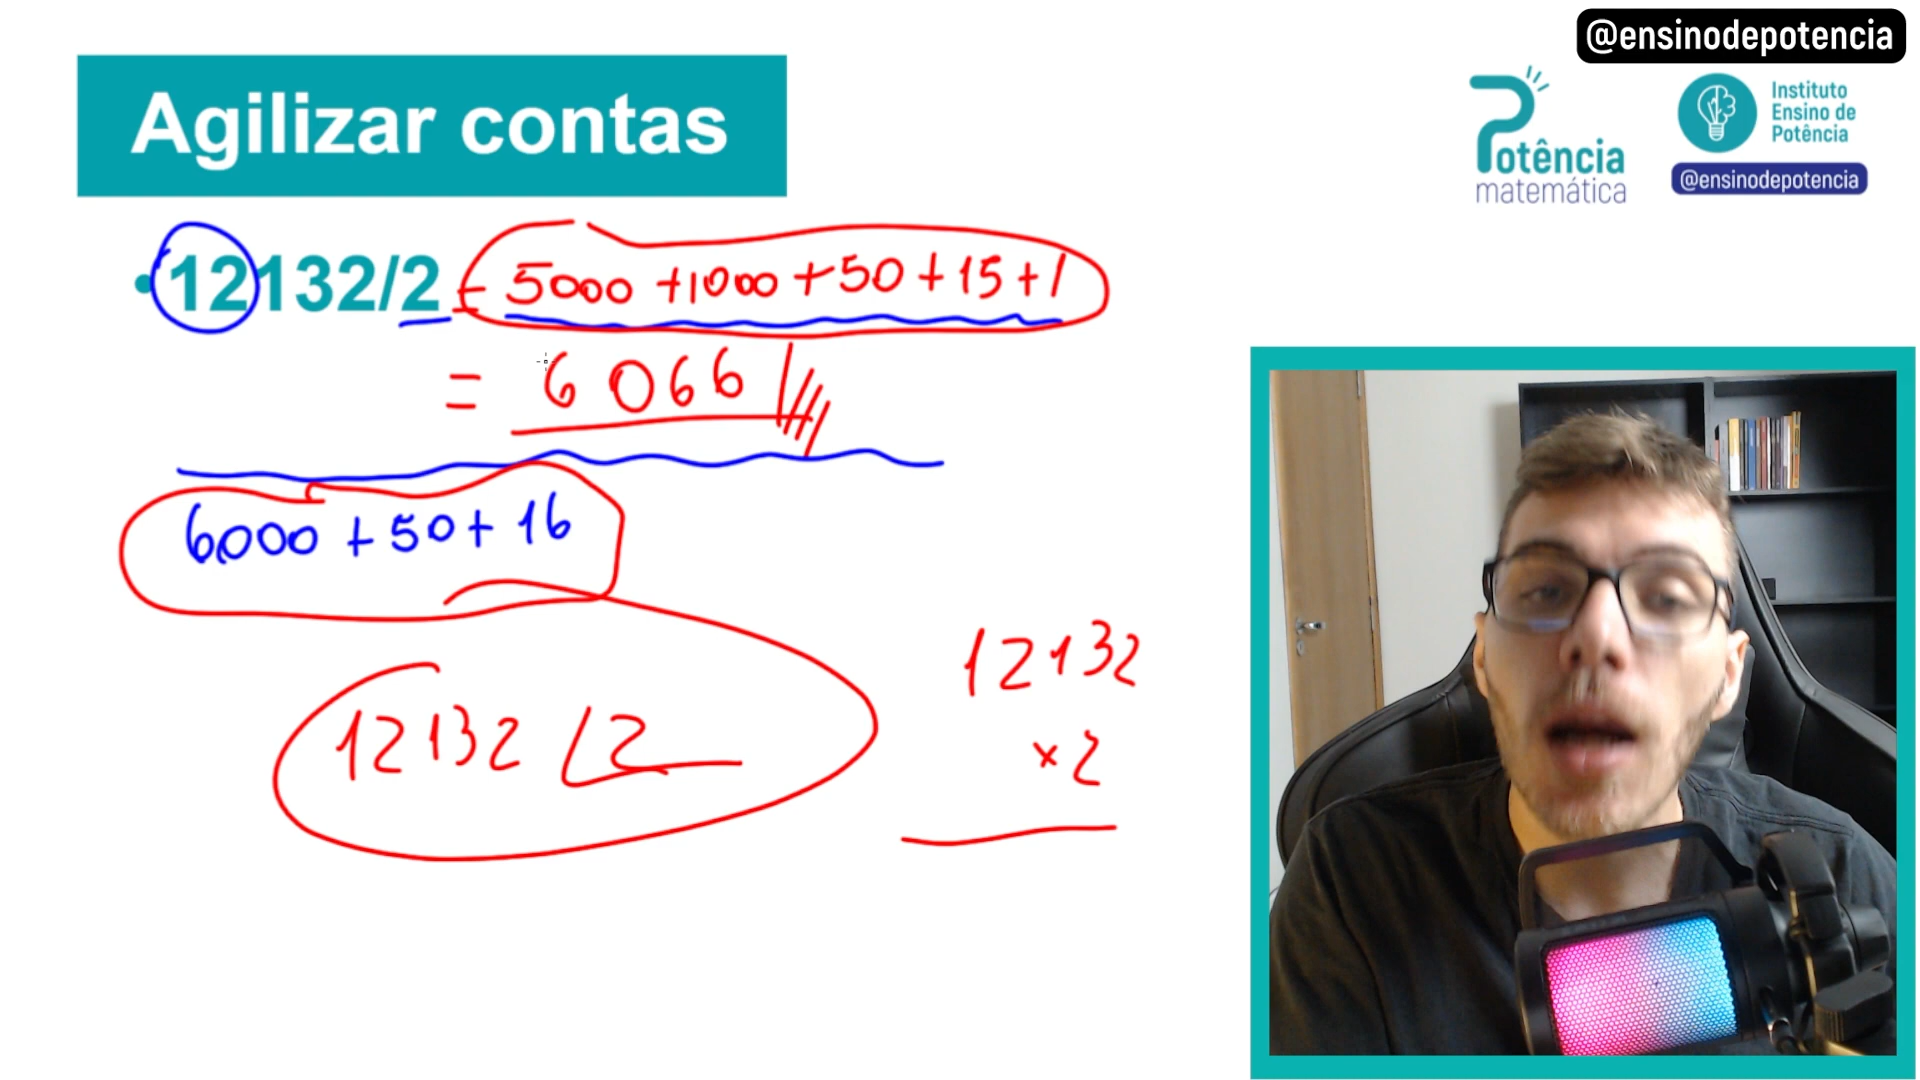 @ensinodepotencia
Agilizar contas
Potência
matemática
Instituto
Ensino de
Potência
@ensinodepotencia
•12132/2 = 5000 + 1000 + 50 + 15 + 1
= 6066
6000 + 50 + 16
12132 2
12132
× 2